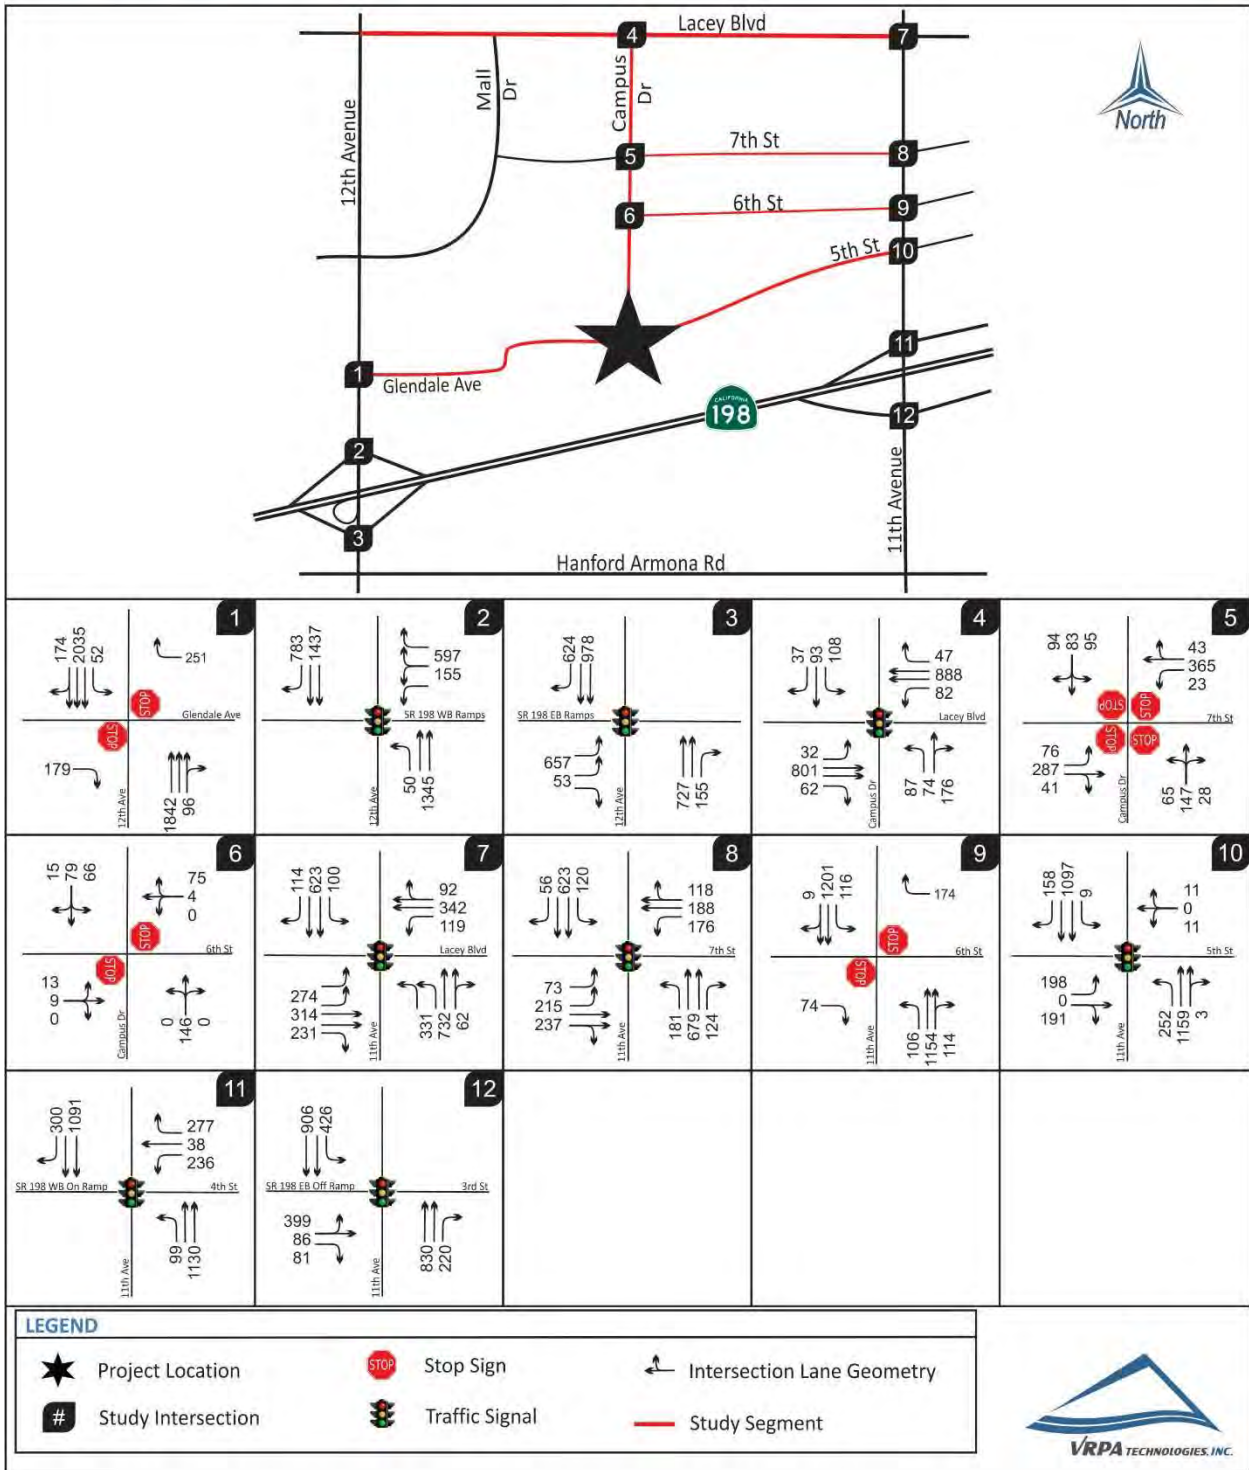 Lacey Blvd
4
7
Mall Dr
Campus Dr
12th Avenue
North
7th St
5
8
6th St
6
9
5th St
10
1
Glendale Ave
11
CALIFORNIA
198
12
2
3
11th Avenue
Hanford Armona Rd
1
174 2035 52
251
STOP
Glendale Ave
STOP
179
12th Ave
1842 96
2
783 1437
597
155
SR 198 WB Ramps
50 1345
12th Ave
3
624 978
SR 198 EB Ramps
657
53
727 155
12th Ave
4
37 93 108
47
888
82
Lacey Blvd
32
801
62
87 74 176
Campus Dr
5
94 83 95
43
365
23
STOP STOP
7th St
STOP STOP
76
287
41
65 147 28
Campus Dr
6
15 79 66
75
4
0
STOP
6th St
STOP
13
9
0
0 146 0
Campus Dr
7
114 623 100
92
342
119
Lacey Blvd
274
314
231
331 732 62
11th Ave
8
56 623 120
118
188
176
7th St
73
215
237
181 679 124
11th Ave
9
9 1201 116
174
STOP
6th St
STOP
74
106 1154 114
11th Ave
10
158 1097 9
11
0
11
5th St
198
0
191
252 1159 3
11th Ave
11
300 1091
277
38
236
SR 198 WB On Ramp
4th St
99 1130
11th Ave
12
906 426
SR 198 EB Off Ramp
3rd St
399
86
81
830 220
11th Ave
LEGEND
Project Location
STOP Stop Sign
Intersection Lane Geometry
# Study Intersection
Traffic Signal
Study Segment
VRPA TECHNOLOGIES, INC.